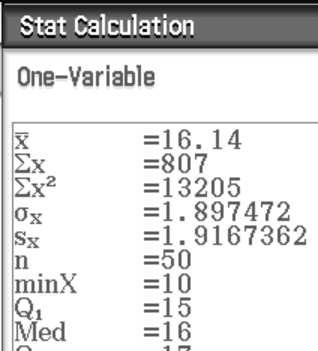 Stat Calculation
One-Variable
x̄ =16.14
Σx =807
Σx² =13205
σx =1.897472
sx =1.9167362
n =50
minX =10
Q₁ =15
Med =16